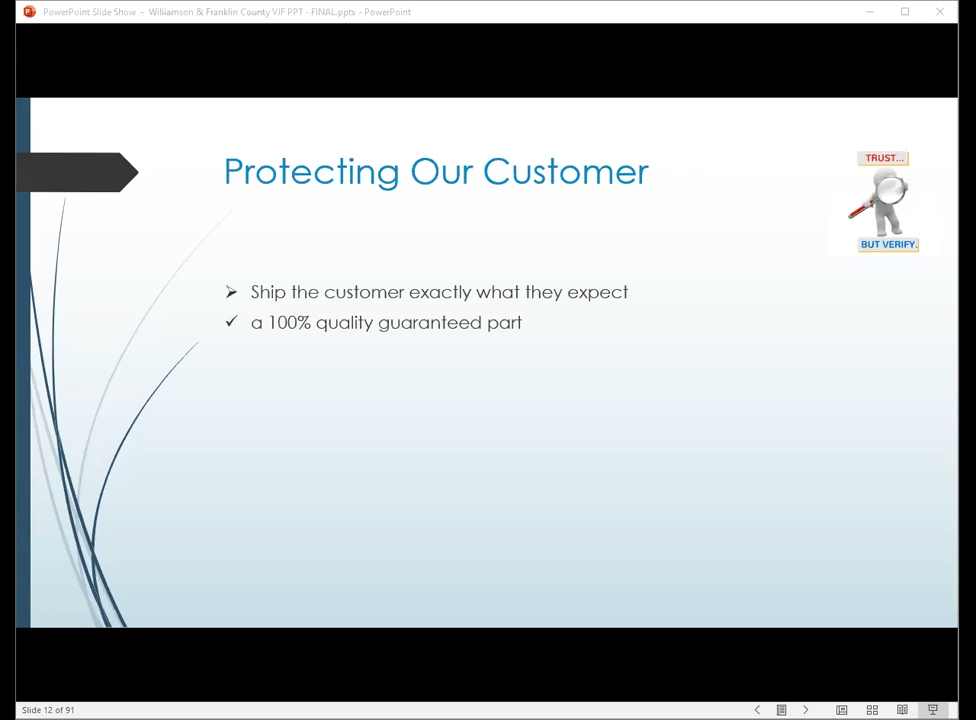 PowerPoint Slide Show - Williamson & Franklin County VJF PPT - FINAL.pptx - PowerPoint
Protecting Our Customer
TRUST...
BUT VERIFY.
Ship the customer exactly what they expect
a 100% quality guaranteed part
Slide 12 of 91